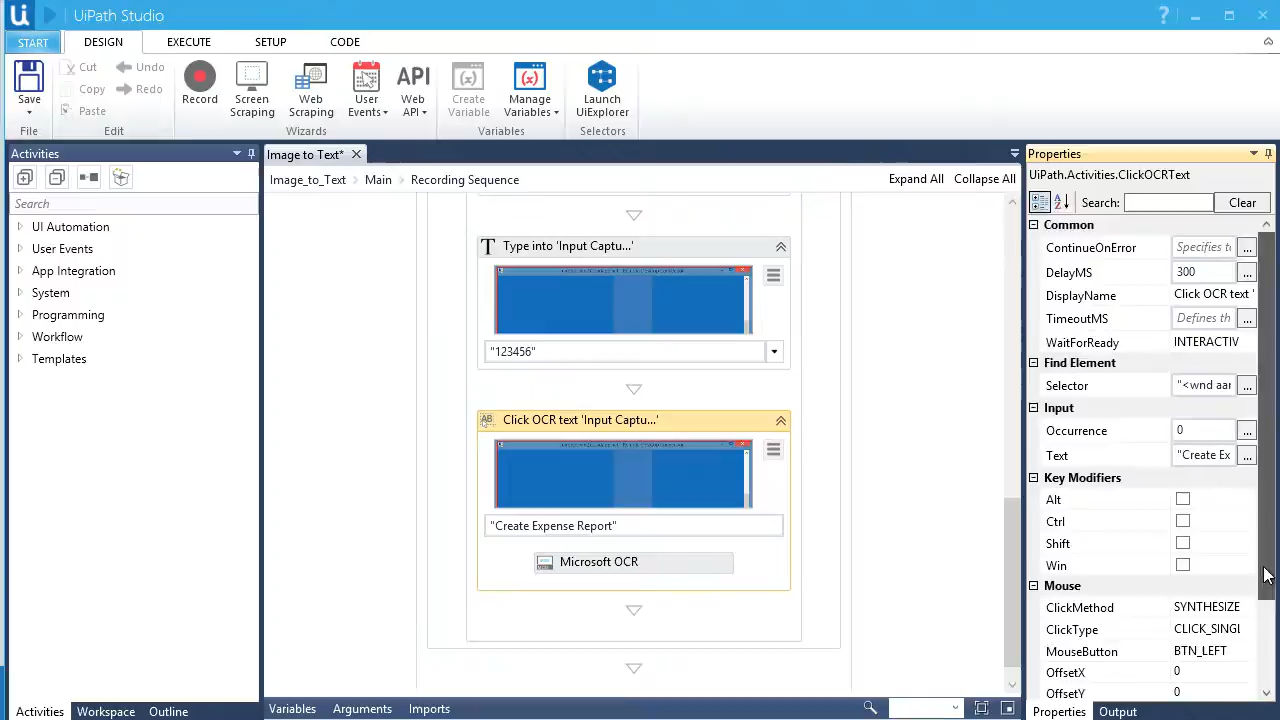 UiPath Studio
START DESIGN EXECUTE SETUP CODE
Save
File
Cut
Copy
Paste
Undo
Redo
Edit
Record
Screen Scraping
Web Scraping
User Events
API
Web API
Wizards
Create Variable
Manage Variables
Variables
Launch UiExplorer
Selectors
Activities
Search
UI Automation
User Events
App Integration
System
Programming
Workflow
Templates
Activities Workspace Outline
Image to Text*
Image_to_Text > Main > Recording Sequence
Expand All Collapse All
T Type into 'Input Captu...'
"123456"
AB Click OCR text 'Input Captu...'
"Create Expense Report"
Microsoft OCR
Variables Arguments Imports
Properties
UiPath.Activities.ClickOCRText
Search: Clear
Common
ContinueOnError Specifies t ...
DelayMS 300 ...
DisplayName Click OCR text '
TimeoutMS Defines th ...
WaitForReady INTERACTIV
Find Element
Selector "<wnd aar ...
Input
Occurrence 0 ...
Text "Create Ex ...
Key Modifiers
Alt
Ctrl
Shift
Win
Mouse
ClickMethod SYNTHESIZE
ClickType CLICK_SINGL
MouseButton BTN_LEFT
OffsetX 0
OffsetY 0
Properties Output